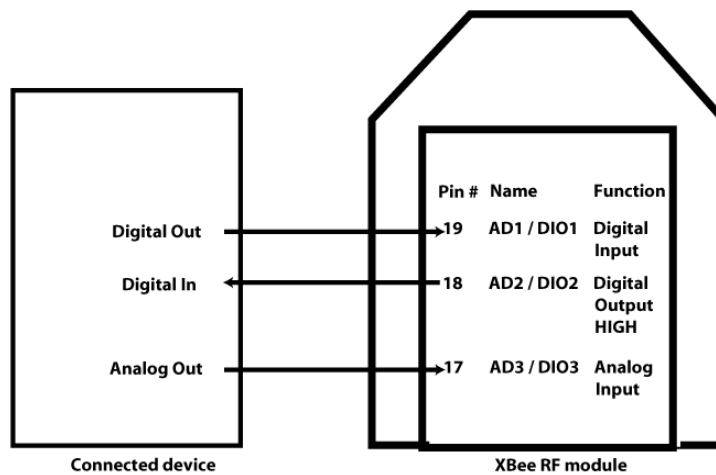 Pin # Name Function
Digital Out 19 AD1 / DIO1 Digital
Input
Digital In 18 AD2 / DIO2 Digital
Output
HIGH
Analog Out 17 AD3 / DIO3 Analog
Input
Connected device XBee RF module